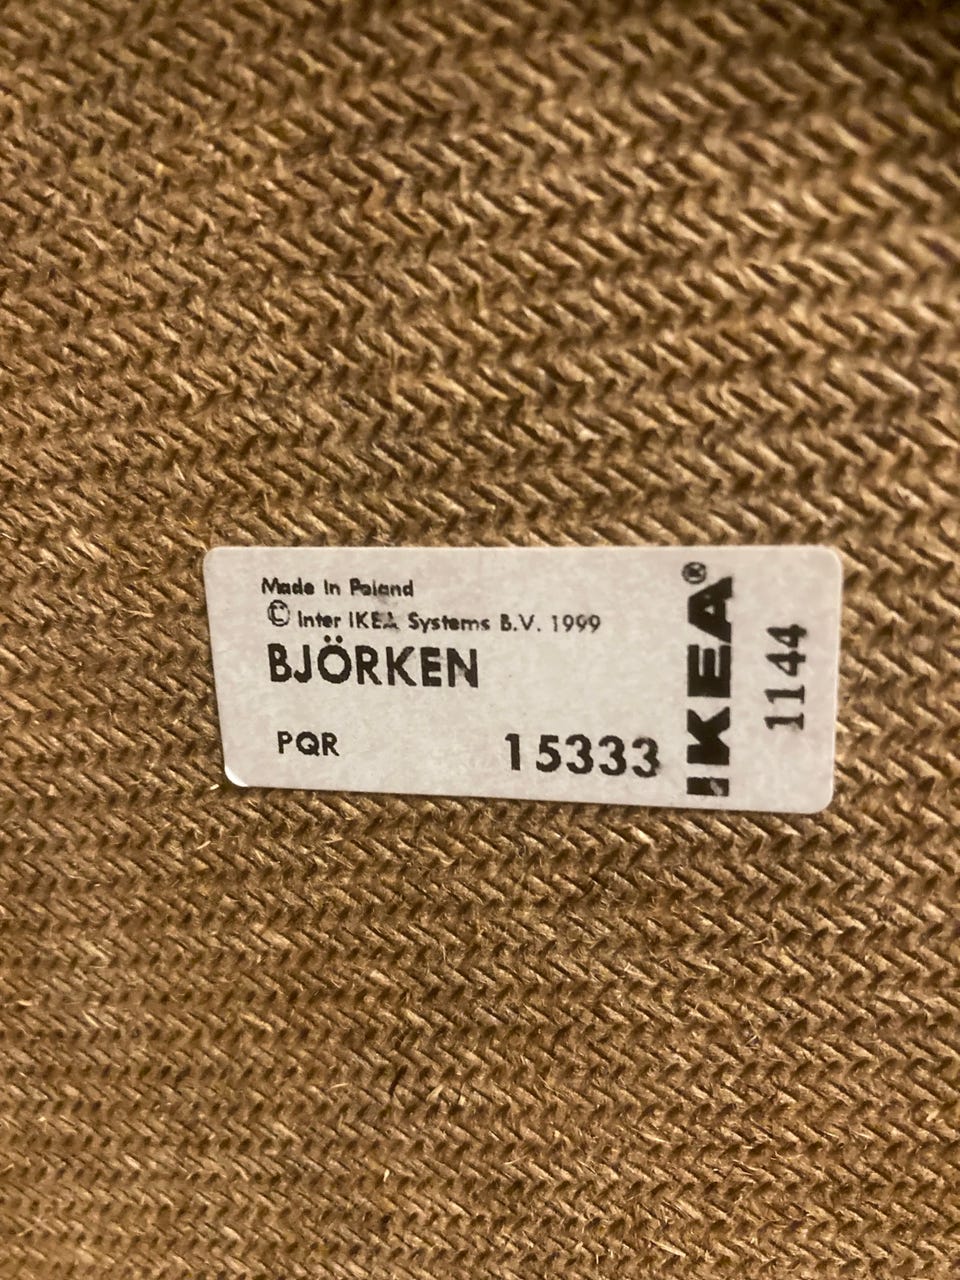 Made in Poland
© Inter IKEA Systems B.V. 1999
BJÖRKEN
PQR 15333
IKEA®
1144